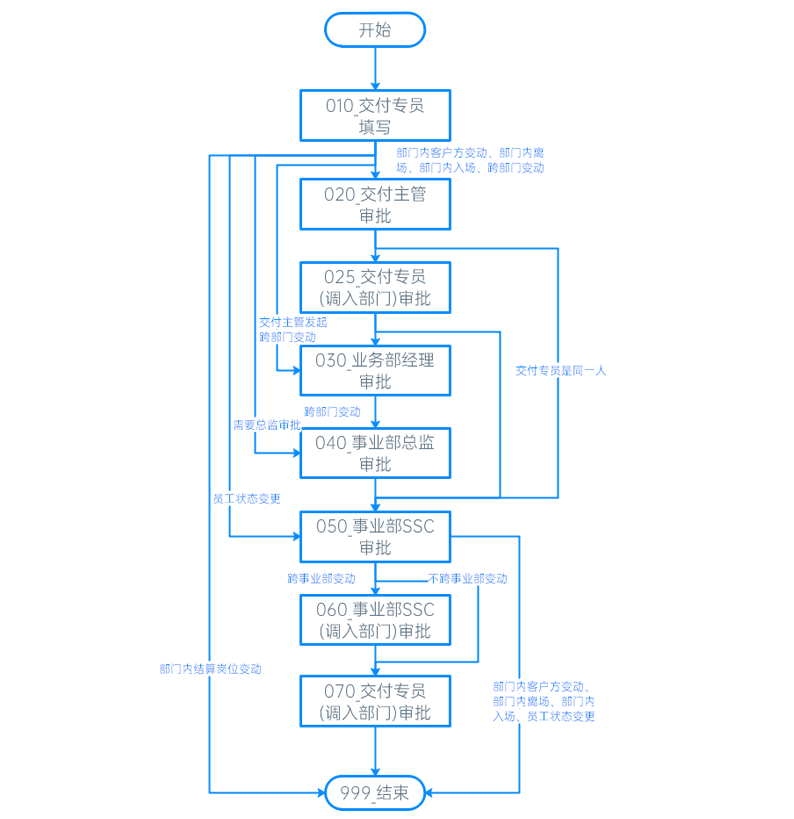 开始
010_交付专员
填写
部门内客户方变动、部门内离
场、部门内入场、跨部门变动
020_交付主管
审批
025_交付专员
(调入部门)审批
交付主管发起
跨部门变动
030_业务部经理
审批
交付专员是同一人
跨部门变动
需要总监审批
040_事业部总监
审批
员工状态变更
050_事业部SSC
审批
跨事业部变动
不跨事业部变动
060_事业部SSC
(调入部门)审批
部门内结算岗位变动
070_交付专员
(调入部门)审批
部门内客户方变动、
部门内离场、部门内
入场、员工状态变更
999_结束